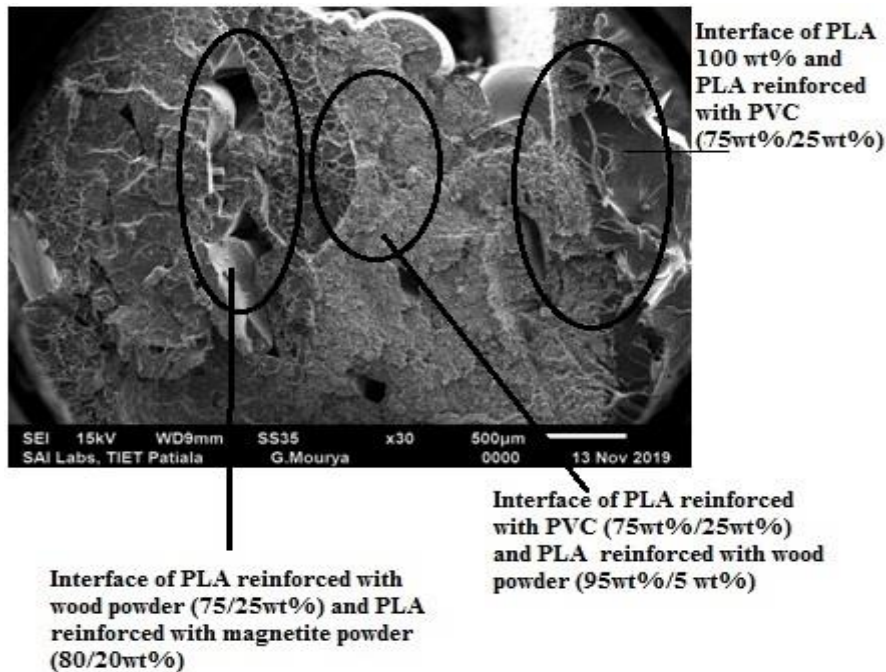 Interface of PLA
100 wt% and
PLA reinforced
with PVC
(75wt%/25wt%)
SEI 15kV WD9mm SS35 x30 500µm
SAI Labs, TIET Patiala G.Mourya 0000 13 Nov 2019
Interface of PLA reinforced
with PVC (75wt%/25wt%)
and PLA reinforced with wood
powder (95wt%/5 wt%)
Interface of PLA reinforced with
wood powder (75/25wt%) and PLA
reinforced with magnetite powder
(80/20wt%)